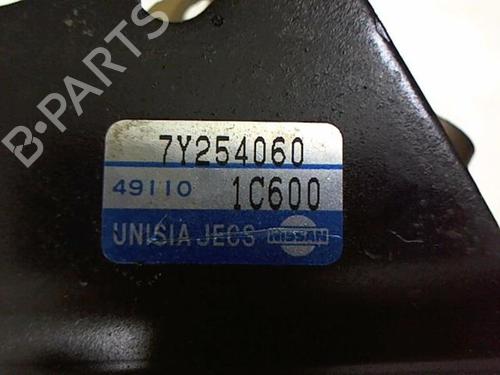 B-PARTS
7Y254060
49110 1C600
UNISIA JECS NISSAN